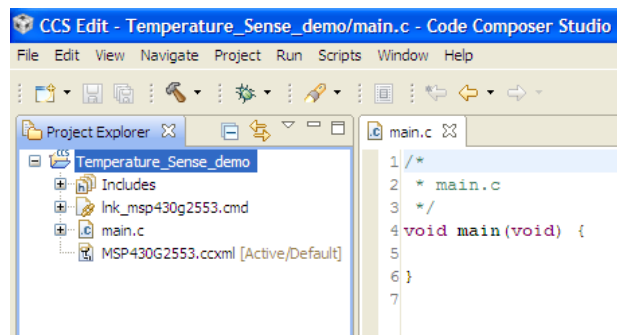 CCS Edit - Temperature_Sense_demo/main.c - Code Composer Studio
File Edit View Navigate Project Run Scripts Window Help
Project Explorer
CCS
Temperature_Sense_demo
Includes
lnk_msp430g2553.cmd
main.c
MSP430G2553.ccxml [Active/Default]
main.c
1 /*
2  * main.c
3  */
4 void main(void) {
5
6 }
7